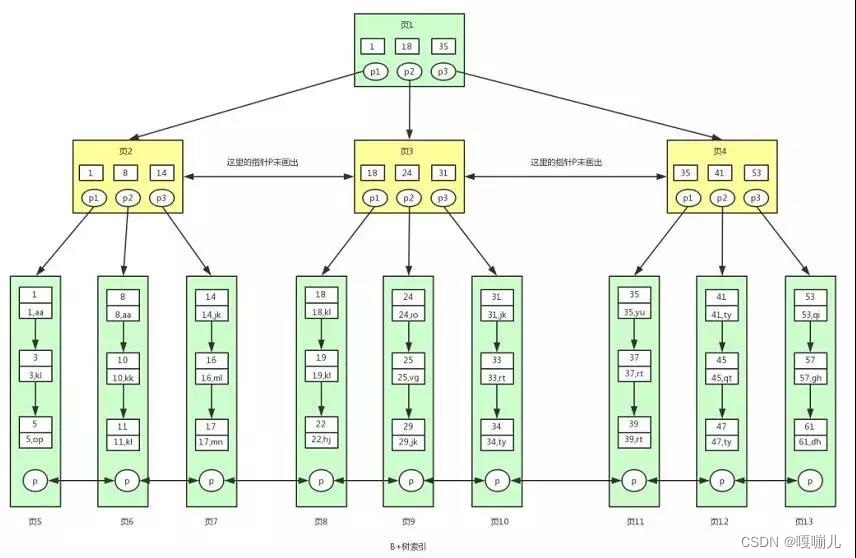 页1
1 18 35
p1 p2 p3
页2 页3 页4
这里的指针P未画出 这里的指针P未画出
1 8 14 18 24 31 35 41 53
p1 p2 p3 p1 p2 p3 p1 p2 p3
1 8 14 18 24 31 35 41 53
1,aa 8,aa 14,jk 18,kl 24,io 31,jk 35,yu 41,ty 53,qi
3 10 16 19 25 33 37 45 57
3,kl 10,kk 16,ml 19,kl 25,vg 33,rt 37,rt 45,qt 57,gh
5 11 17 22 29 34 39 47 61
5,op 11,kl 17,mn 22,hj 29,jk 34,ty 39,rt 47,ty 61,dh
p p p p p p p p p
页5 页6 页7 页8 页9 页10 页11 页12 页13
B+树索引
CSDN @嘎嘣儿